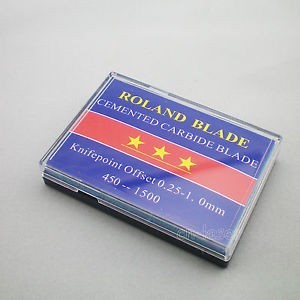 ROLAND BLADE
CEMENTED CARBIDE BLADE
Knifepoint Offset 0.25-1. 0mm
450 -- 1500